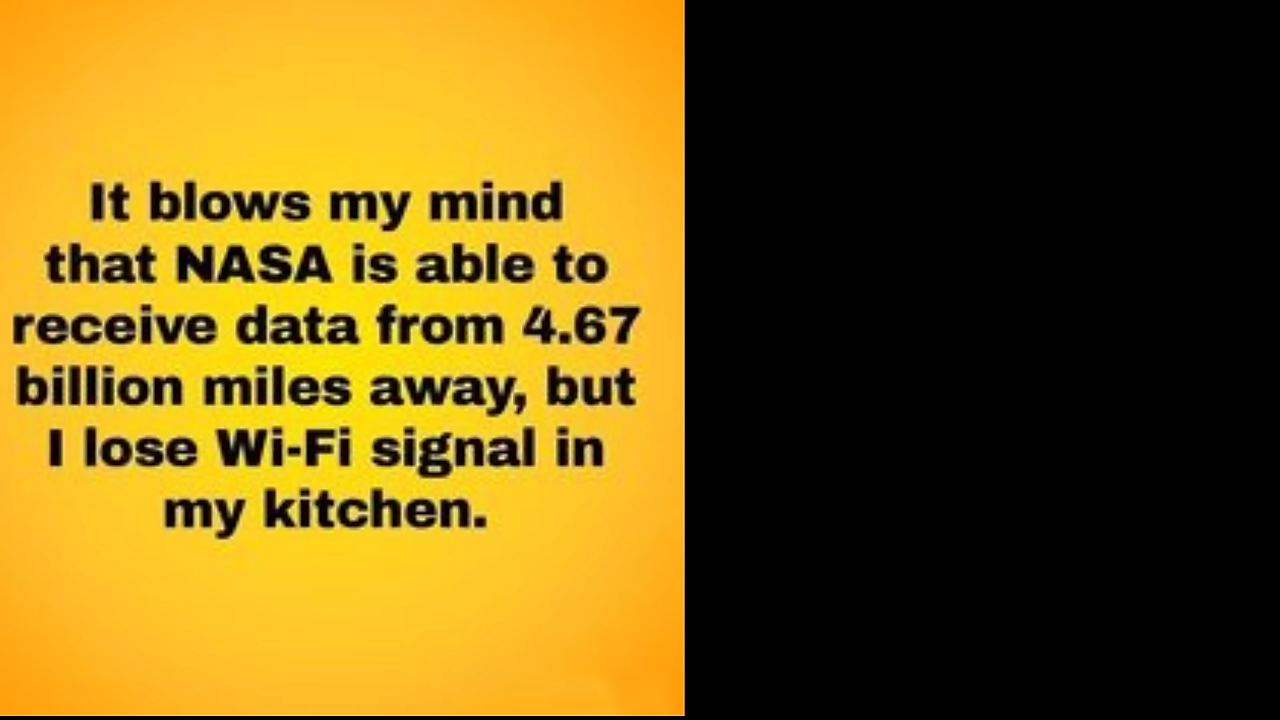 It blows my mind
that NASA is able to
receive data from 4.67
billion miles away, but
I lose Wi-Fi signal in
my kitchen.